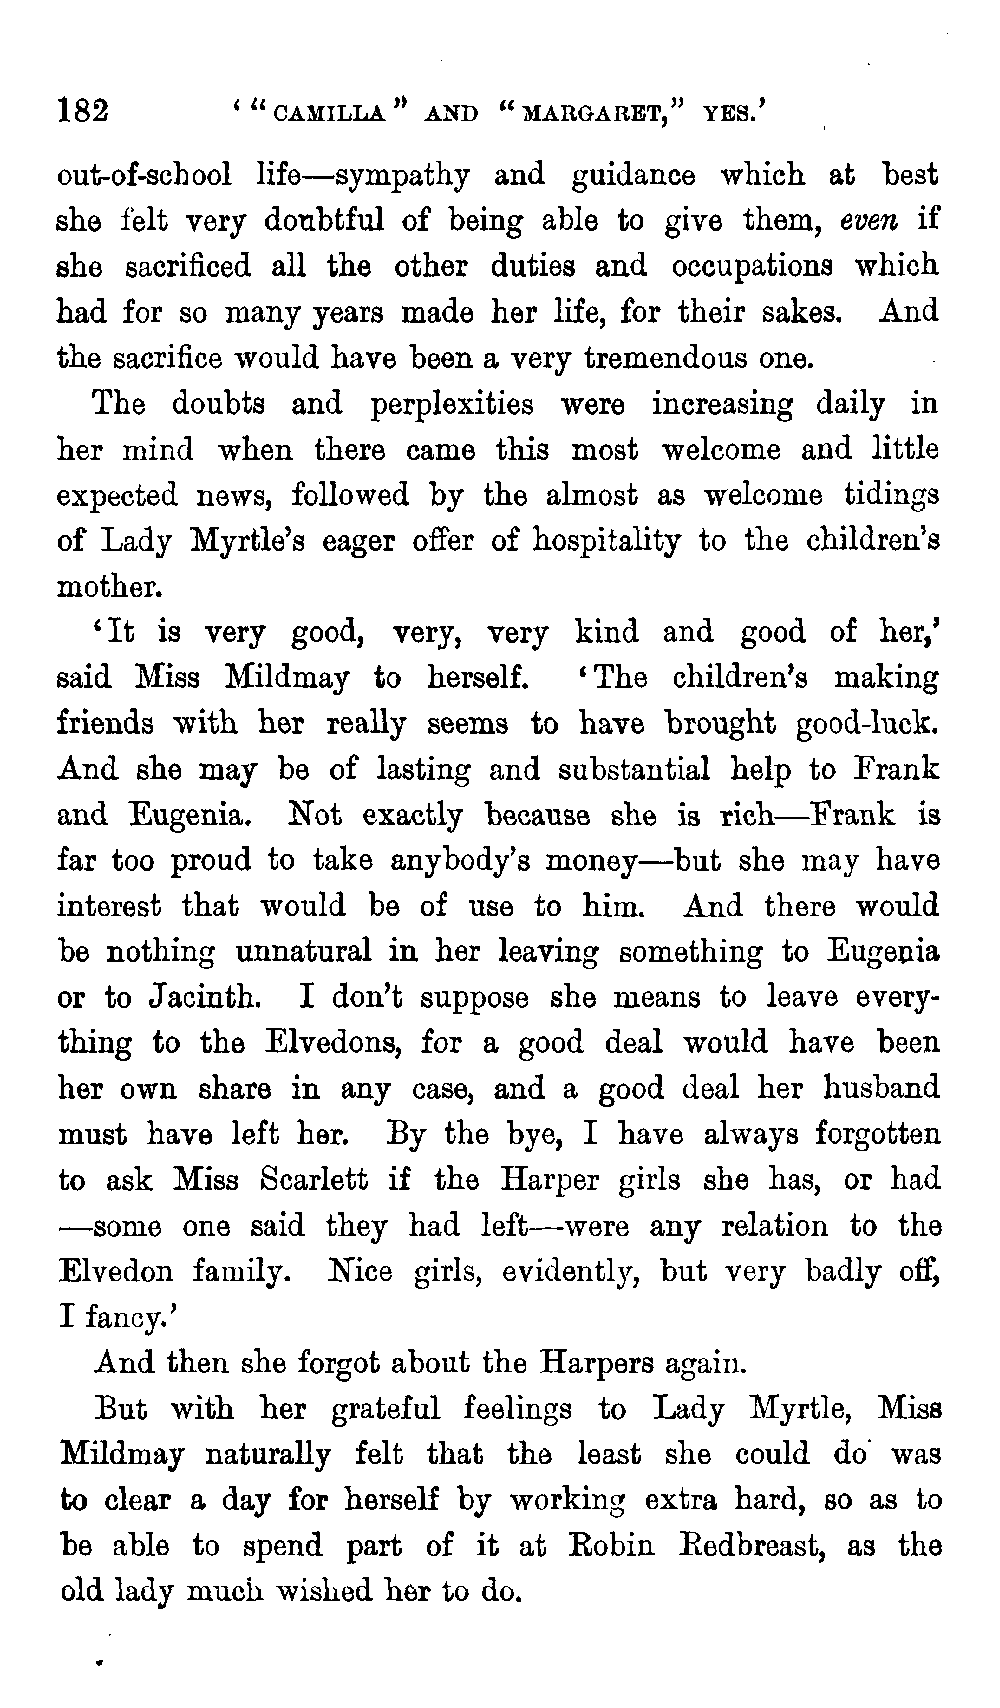 182 ‘ “CAMILLA” AND “MARGARET,” YES.’
out-of-school life—sympathy and guidance which at best
she felt very doubtful of being able to give them, even if
she sacrificed all the other duties and occupations which
had for so many years made her life, for their sakes. And
the sacrifice would have been a very tremendous one.
The doubts and perplexities were increasing daily in
her mind when there came this most welcome and little
expected news, followed by the almost as welcome tidings
of Lady Myrtle’s eager offer of hospitality to the children’s
mother.
‘It is very good, very, very kind and good of her,’
said Miss Mildmay to herself. ‘The children’s making
friends with her really seems to have brought good-luck.
And she may be of lasting and substantial help to Frank
and Eugenia. Not exactly because she is rich—Frank is
far too proud to take anybody’s money—but she may have
interest that would be of use to him. And there would
be nothing unnatural in her leaving something to Eugenia
or to Jacinth. I don’t suppose she means to leave every-
thing to the Elvedons, for a good deal would have been
her own share in any case, and a good deal her husband
must have left her. By the bye, I have always forgotten
to ask Miss Scarlett if the Harper girls she has, or had
—some one said they had left—were any relation to the
Elvedon family. Nice girls, evidently, but very badly off,
I fancy.’
And then she forgot about the Harpers again.
But with her grateful feelings to Lady Myrtle, Miss
Mildmay naturally felt that the least she could do was
to clear a day for herself by working extra hard, so as to
be able to spend part of it at Robin Redbreast, as the
old lady much wished her to do.